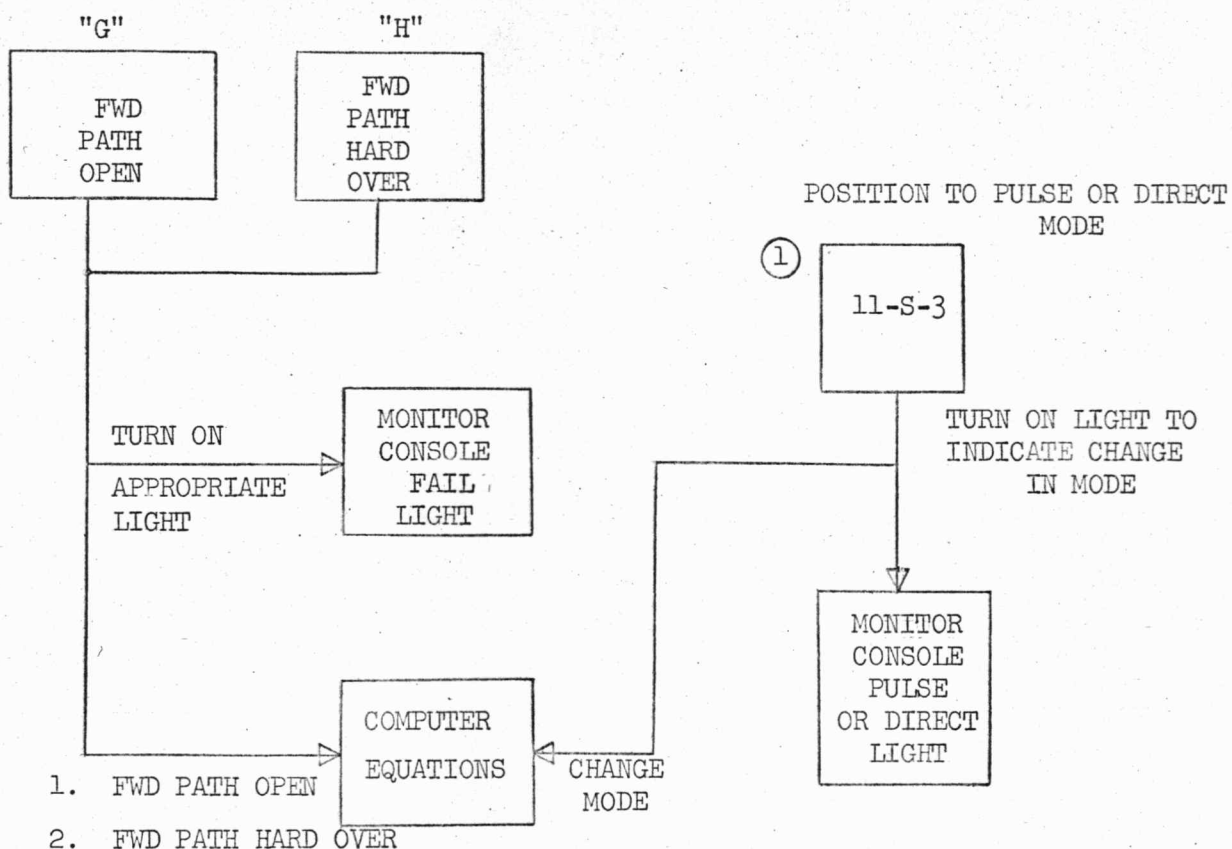 "G"
"H"
FWD
PATH
OPEN
FWD
PATH
HARD
OVER
POSITION TO PULSE OR DIRECT
MODE
1
11-S-3
TURN ON
APPROPRIATE
LIGHT
MONITOR
CONSOLE
FAIL
LIGHT
TURN ON LIGHT TO
INDICATE CHANGE
IN MODE
MONITOR
CONSOLE
PULSE
OR DIRECT
LIGHT
COMPUTER
EQUATIONS
CHANGE
MODE
1. FWD PATH OPEN
2. FWD PATH HARD OVER